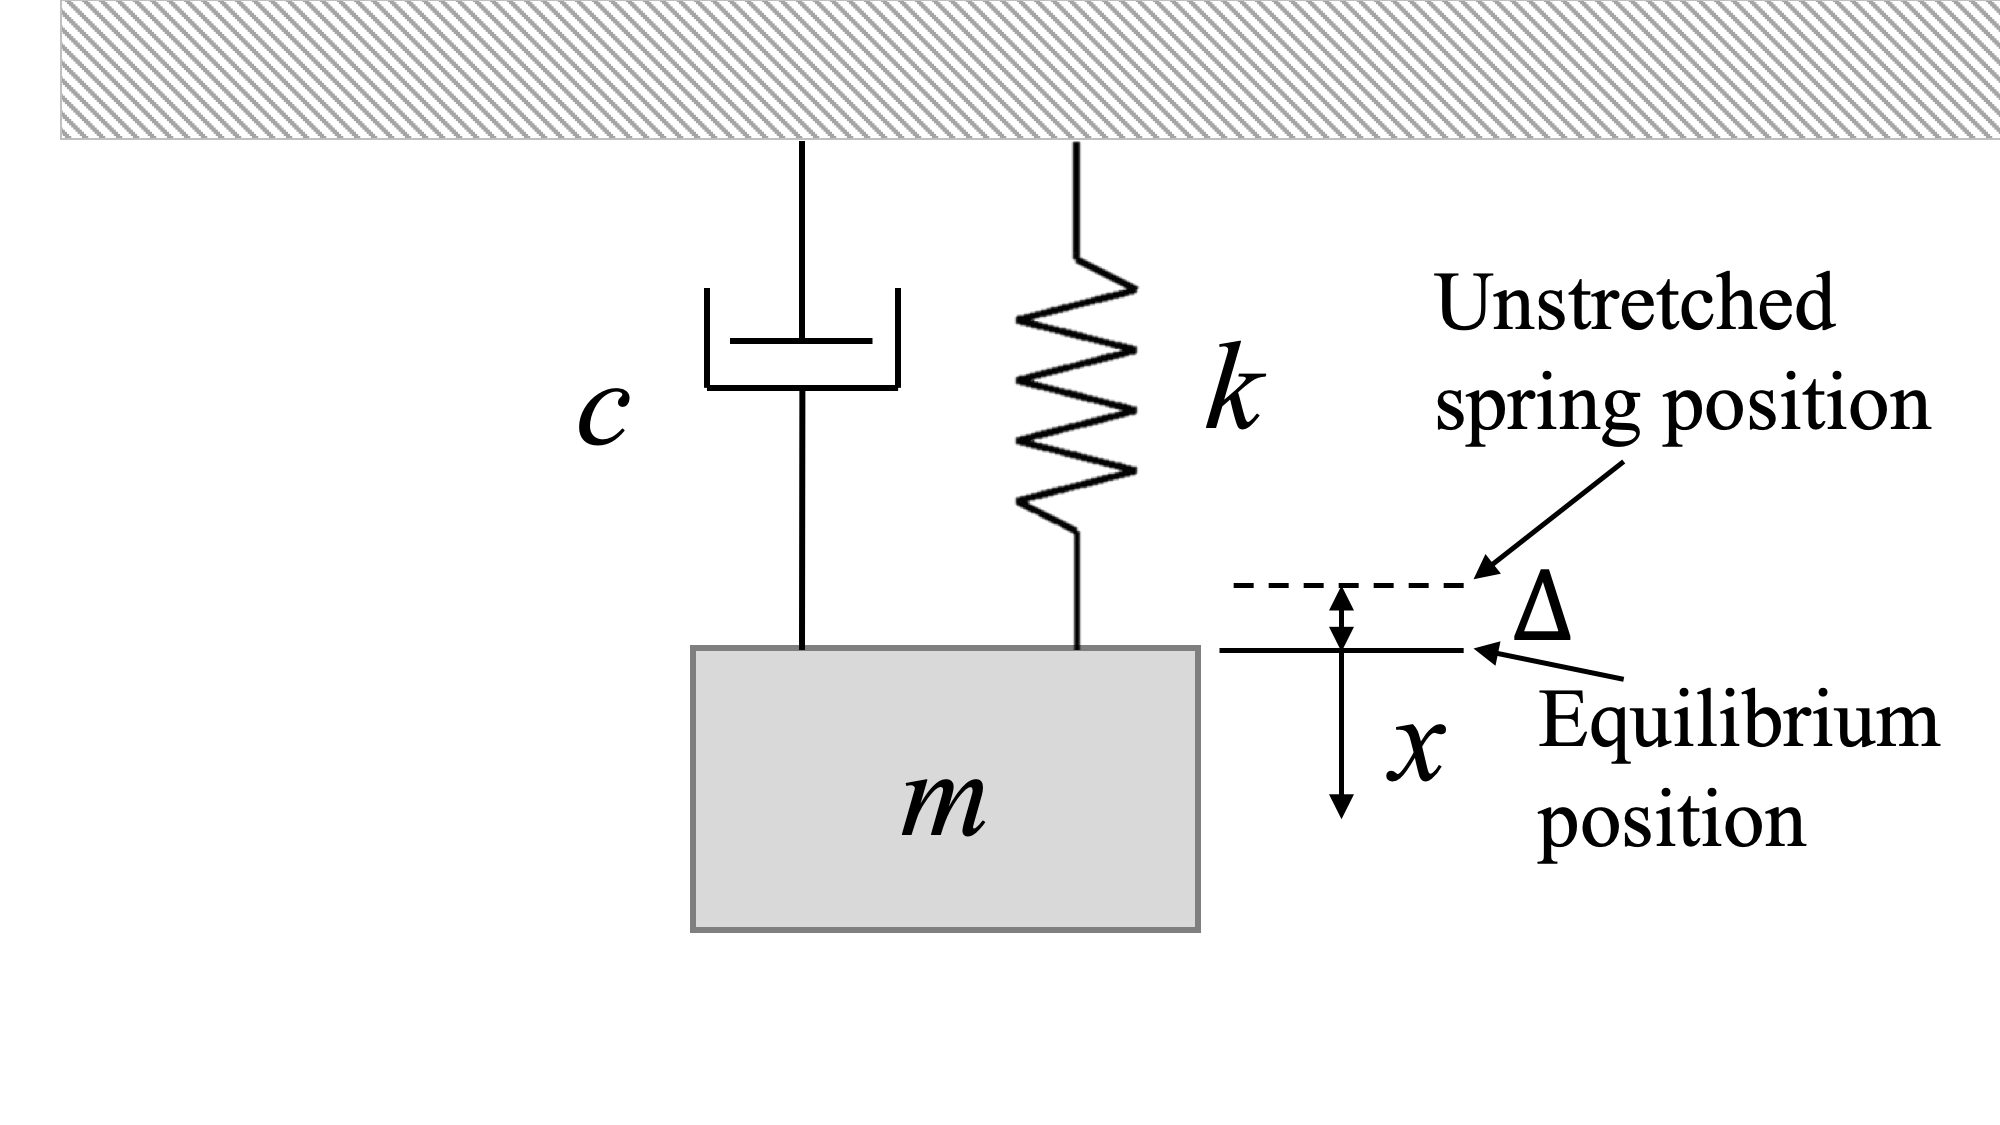 Unstretched
spring position
c
k
Δ
x
Equilibrium
position
m